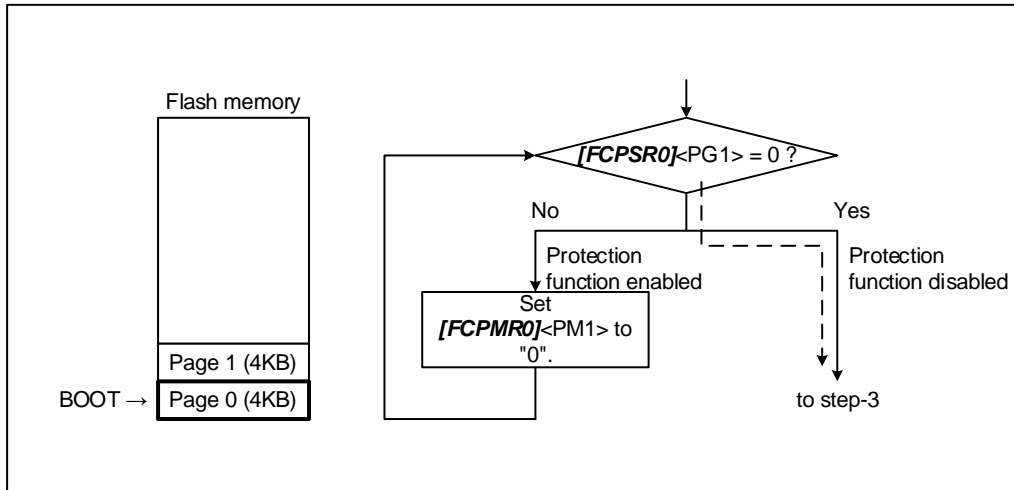 Flash memory
Page 1 (4KB)
BOOT → Page 0 (4KB)
[FCPSR0]<PG1> = 0 ?
No
Yes
Protection
function enabled
Protection
function disabled
Set
[FCPMR0]<PM1> to
"0".
to step-3